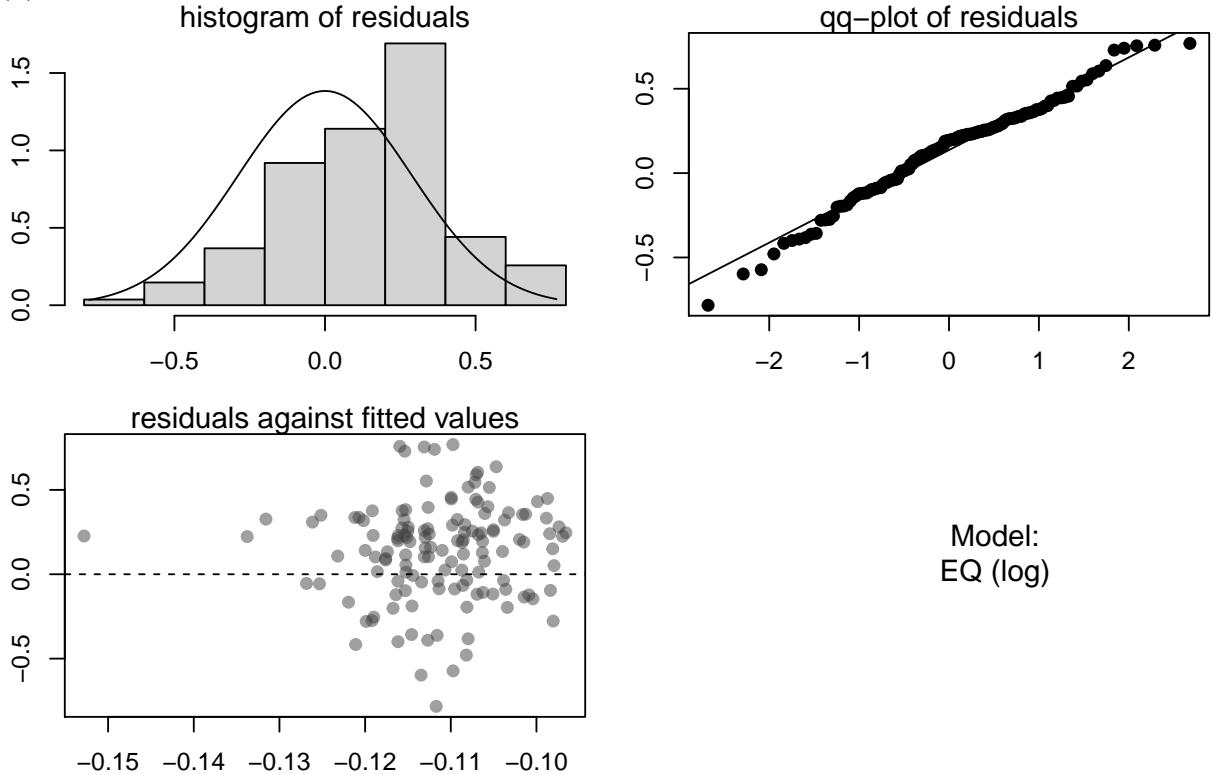 histogram of residuals
1.5
1.0
0.5
0.0
−0.5 0.0 0.5
qq−plot of residuals
0.5
0.0
−0.5
−2 −1 0 1 2
residuals against fitted values
0.5
0.0
−0.5
−0.15 −0.14 −0.13 −0.12 −0.11 −0.10
Model:
EQ (log)